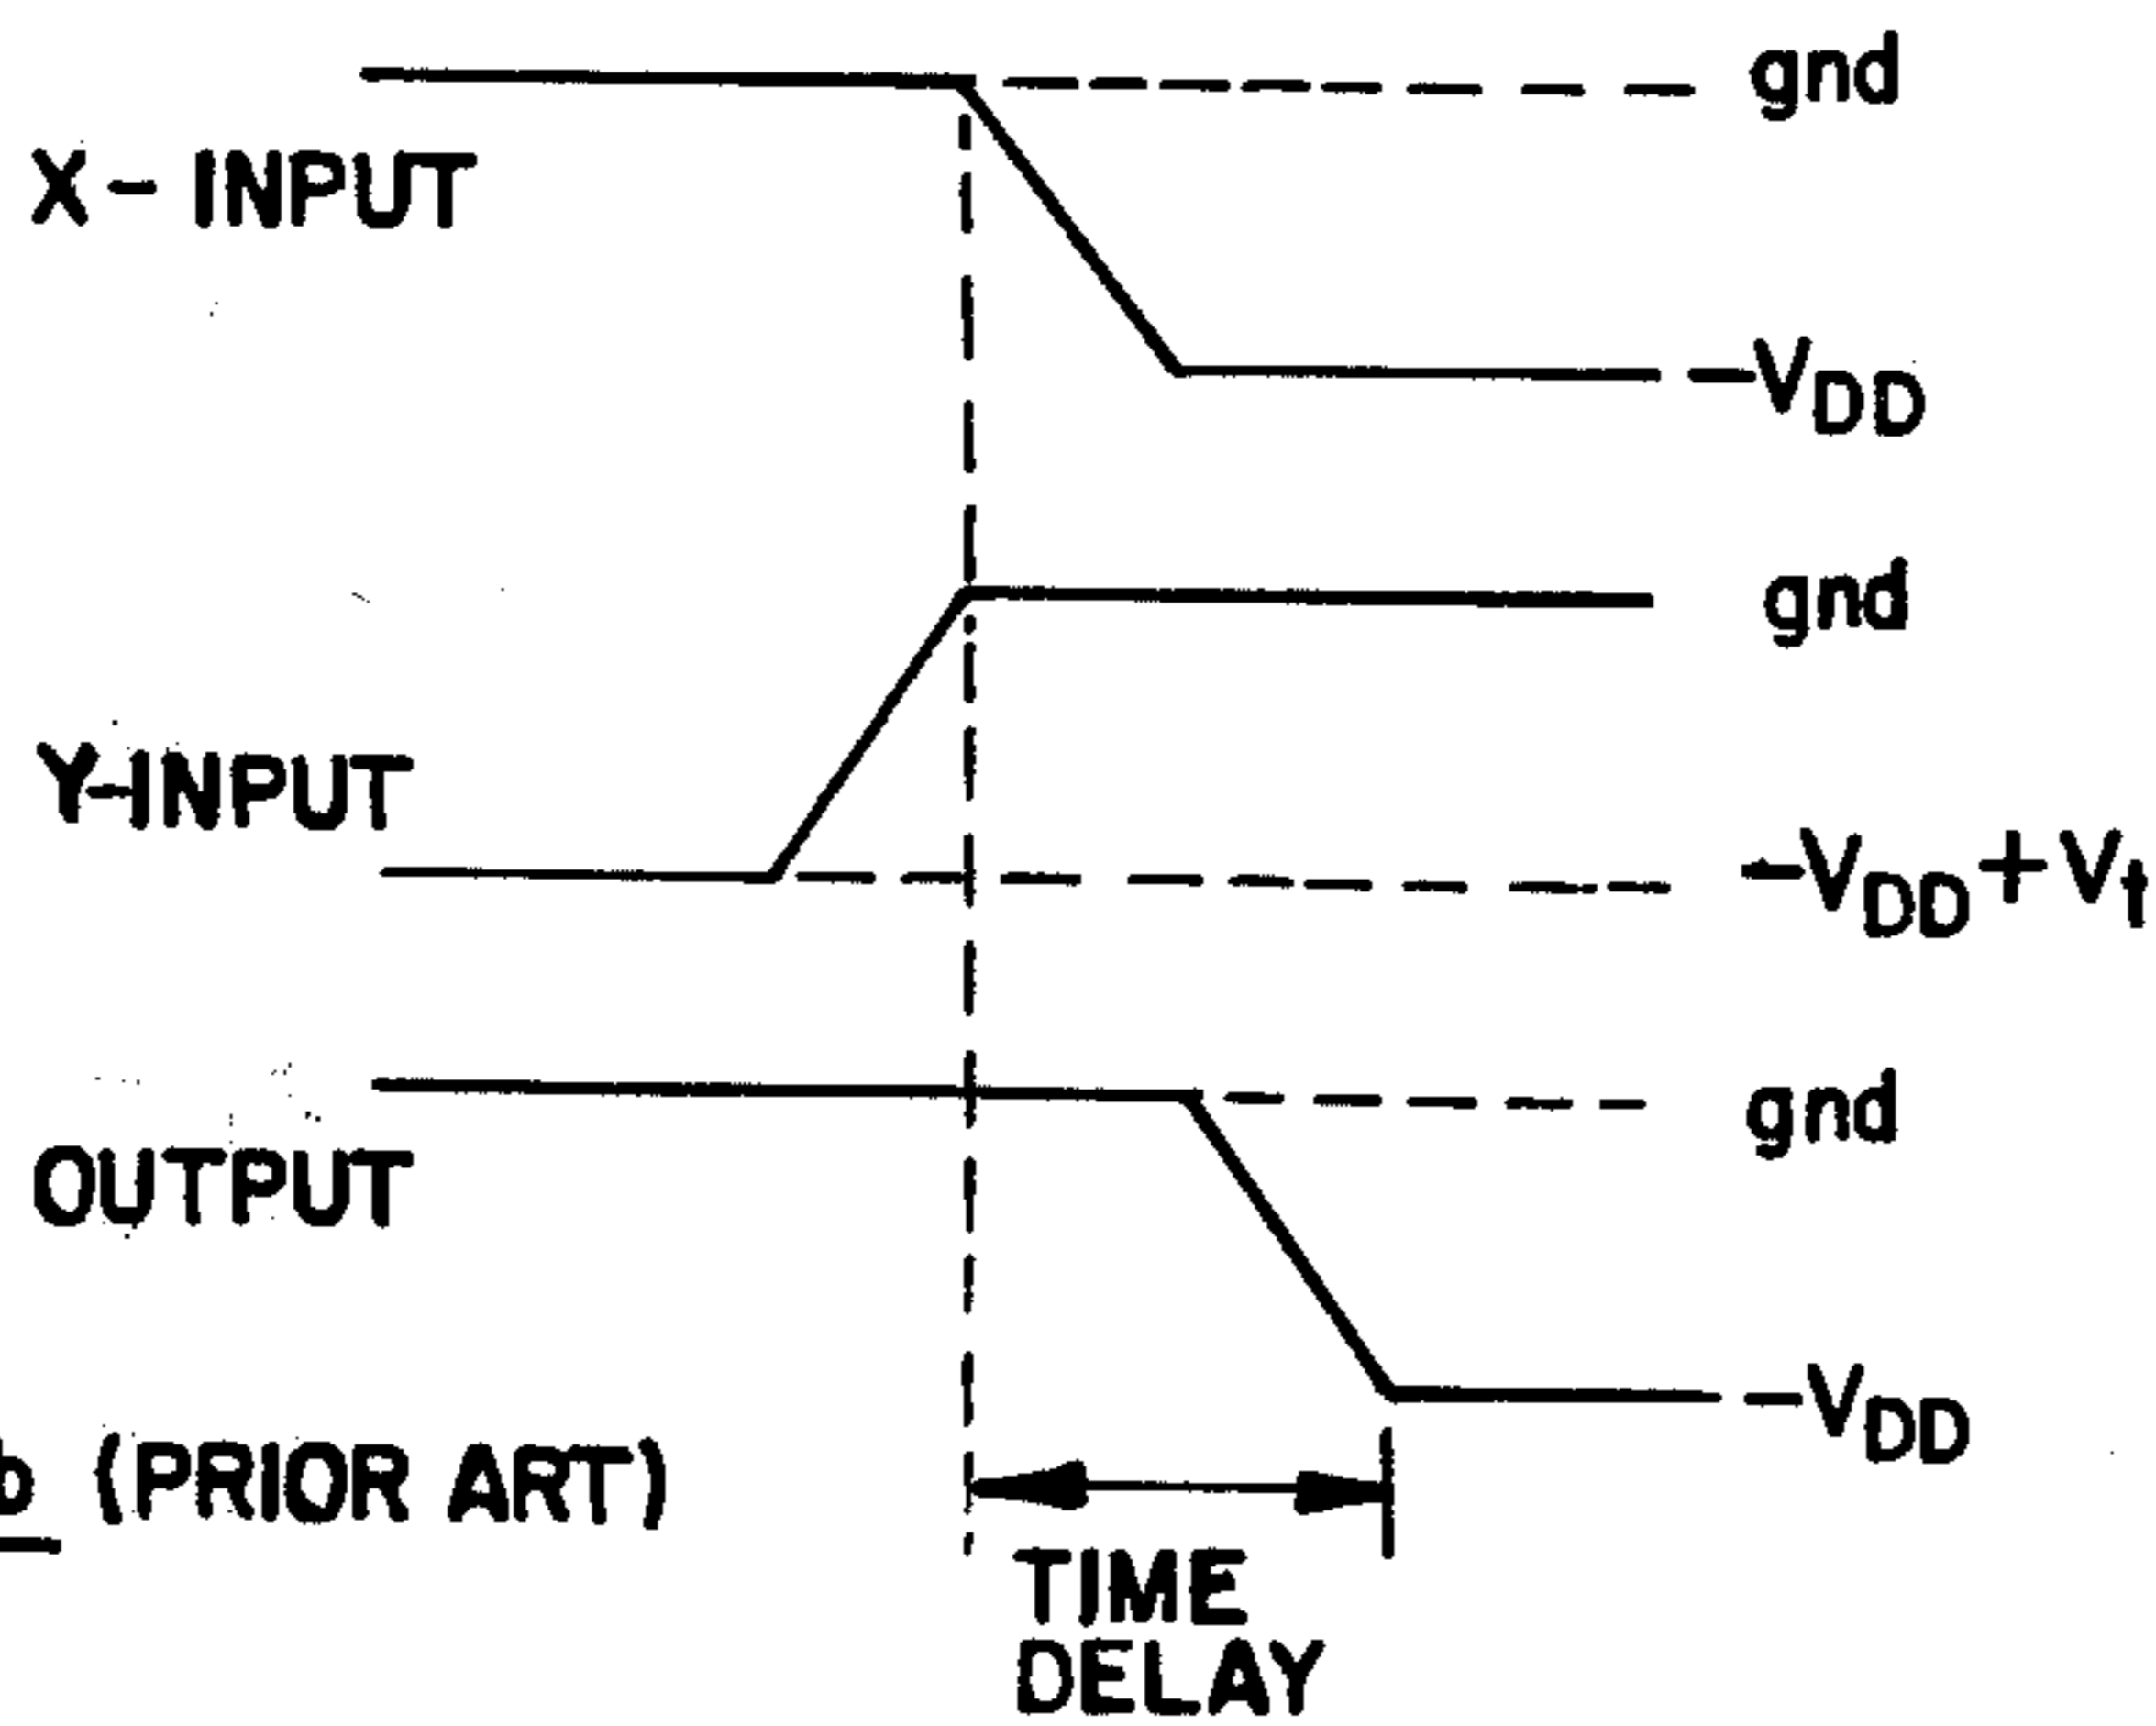 gnd
X- INPUT
-VDD
gnd
Y-INPUT
-VDD+Vt
gnd
OUTPUT
-VDD
b (PRIOR ART)
TIME
DELAY